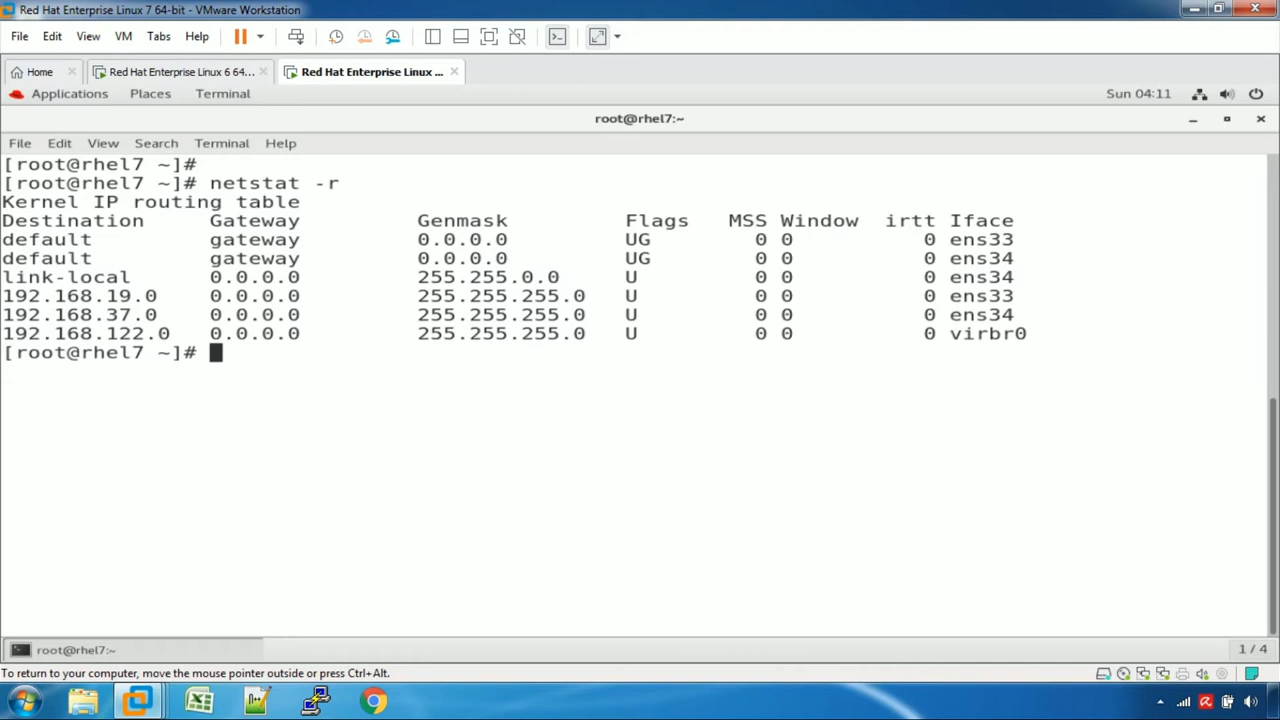 Red Hat Enterprise Linux 7 64-bit - VMware Workstation
File Edit View VM Tabs Help
Home Red Hat Enterprise Linux 6 64... Red Hat Enterprise Linux ...
Applications Places Terminal Sun 04:11
root@rhel7:~
File Edit View Search Terminal Help
[root@rhel7 ~]#
[root@rhel7 ~]# netstat -r
Kernel IP routing table
Destination Gateway Genmask Flags MSS Window irtt Iface
default gateway 0.0.0.0 UG 0 0 0 ens33
default gateway 0.0.0.0 UG 0 0 0 ens34
link-local 0.0.0.0 255.255.0.0 U 0 0 0 ens34
192.168.19.0 0.0.0.0 255.255.255.0 U 0 0 0 ens33
192.168.37.0 0.0.0.0 255.255.255.0 U 0 0 0 ens34
192.168.122.0 0.0.0.0 255.255.255.0 U 0 0 0 virbr0
[root@rhel7 ~]#
root@rhel7:~ 1 / 4
To return to your computer, move the mouse pointer outside or press Ctrl+Alt.